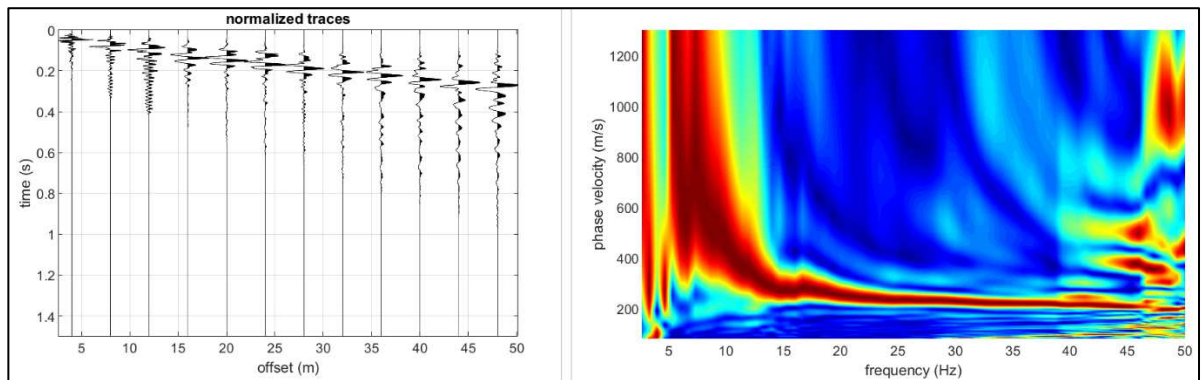 normalized traces
0
0.2
0.4
0.6
0.8
1
1.2
1.4
time (s)
5 10 15 20 25 30 35 40 45 50
offset (m)
1200
1000
800
600
400
200
phase velocity (m/s)
5 10 15 20 25 30 35 40 45 50
frequency (Hz)